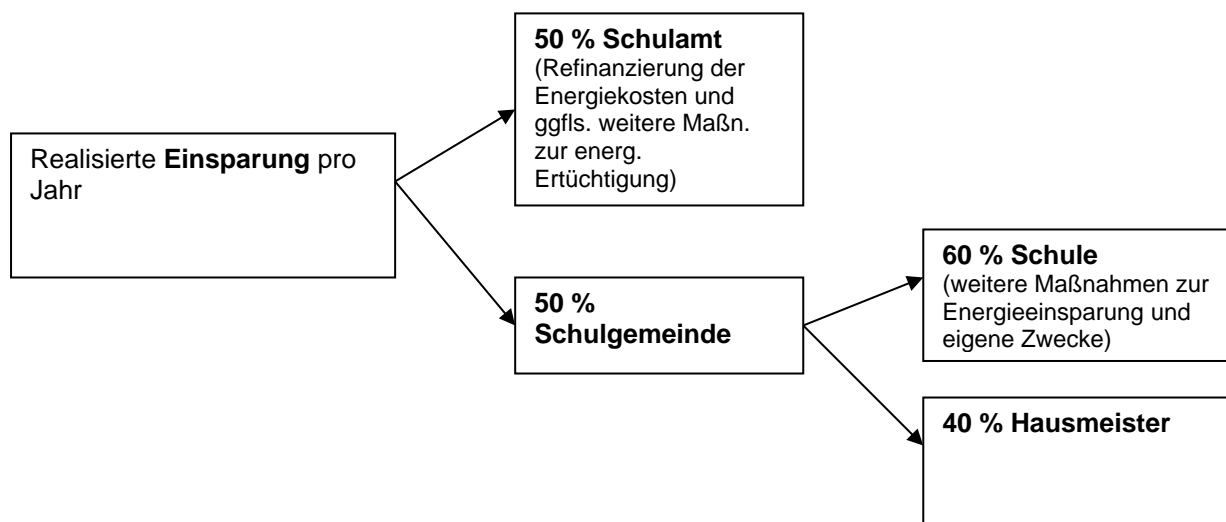 50 % Schulamt
(Refinanzierung der
Energiekosten und
ggfls. weitere Maßn.
zur energ.
Ertüchtigung)
Realisierte Einsparung pro
Jahr
50 %
Schulgemeinde
60 % Schule
(weitere Maßnahmen zur
Energieeinsparung und
eigene Zwecke)
40 % Hausmeister